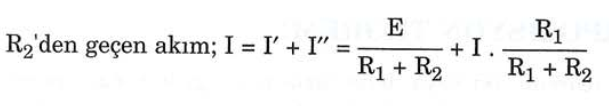 R₂'den geçen akım; I = I′ + I″ = E / (R₁ + R₂) + I . R₁ / (R₁ + R₂)